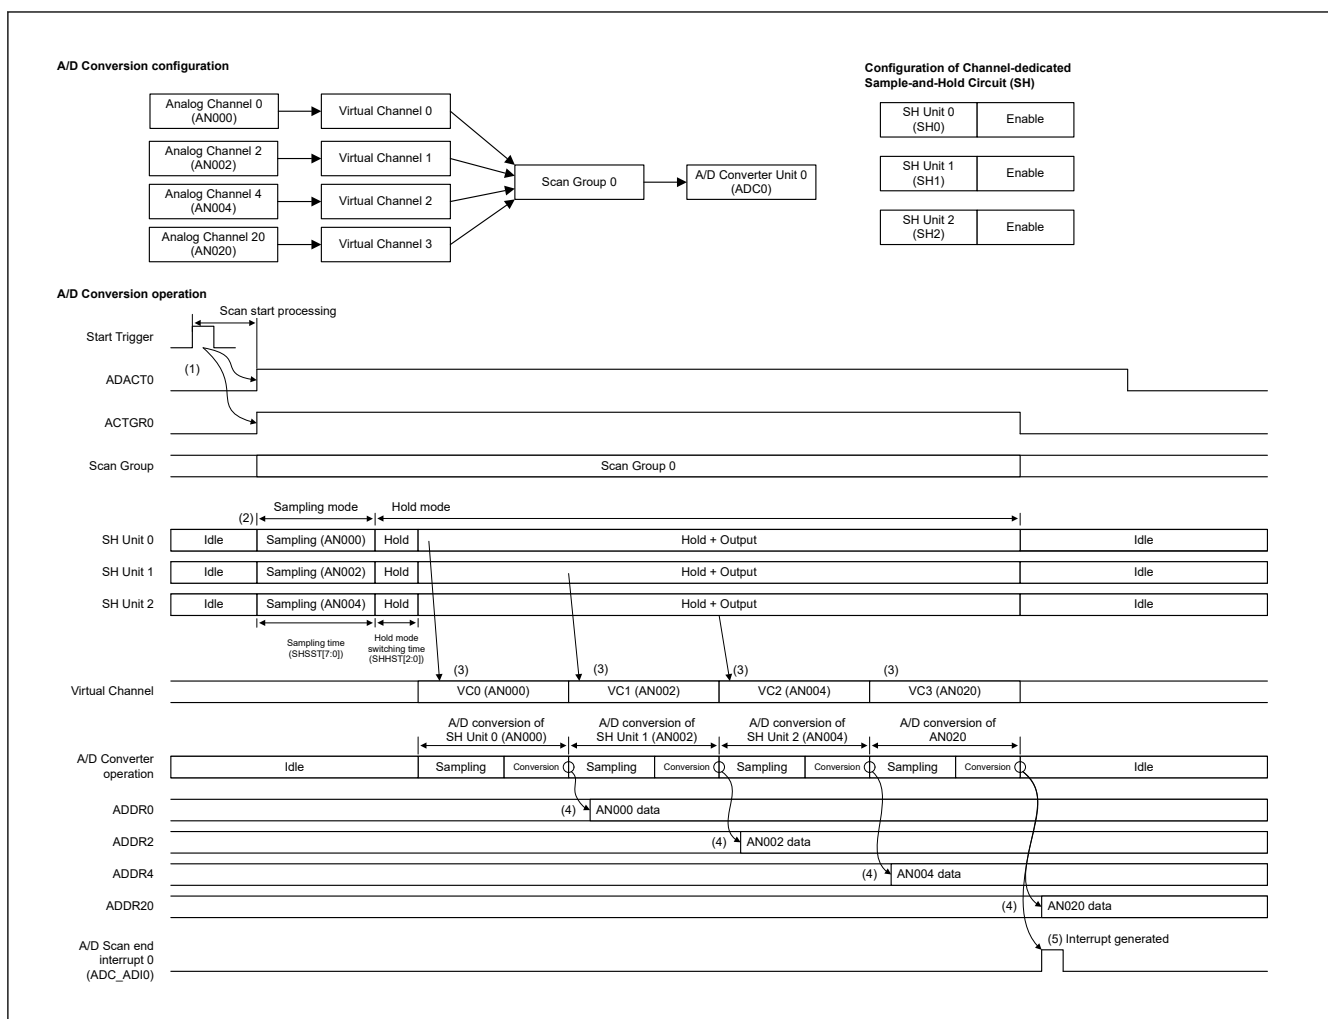 A/D Conversion configuration
Configuration of Channel-dedicated
Sample-and-Hold Circuit (SH)
Analog Channel 0
(AN000)
Virtual Channel 0
Analog Channel 2
(AN002)
Virtual Channel 1
Analog Channel 4
(AN004)
Virtual Channel 2
Analog Channel 20
(AN020)
Virtual Channel 3
Scan Group 0
A/D Converter Unit 0
(ADC0)
SH Unit 0
(SH0)
Enable
SH Unit 1
(SH1)
Enable
SH Unit 2
(SH2)
Enable
A/D Conversion operation
Scan start processing
Start Trigger
(1)
ADACT0
ACTGR0
Scan Group
Scan Group 0
Sampling mode
Hold mode
(2)
SH Unit 0
Idle
Sampling (AN000)
Hold
Hold + Output
Idle
SH Unit 1
Idle
Sampling (AN002)
Hold
Hold + Output
Idle
SH Unit 2
Idle
Sampling (AN004)
Hold
Hold + Output
Idle
Sampling time
(SHSST[7:0])
Hold mode
switching time
(SHHST[2:0])
(3)
(3)
(3)
(3)
Virtual Channel
VC0 (AN000)
VC1 (AN002)
VC2 (AN004)
VC3 (AN020)
A/D conversion of
SH Unit 0 (AN000)
A/D conversion of
SH Unit 1 (AN002)
A/D conversion of
SH Unit 2 (AN004)
A/D conversion of
AN020
A/D Converter
operation
Idle
Sampling
Conversion
Sampling
Conversion
Sampling
Conversion
Sampling
Conversion
Idle
ADDR0
(4)
AN000 data
ADDR2
(4)
AN002 data
ADDR4
(4)
AN004 data
ADDR20
(4)
AN020 data
A/D Scan end
interrupt 0
(ADC_ADI0)
(5) Interrupt generated